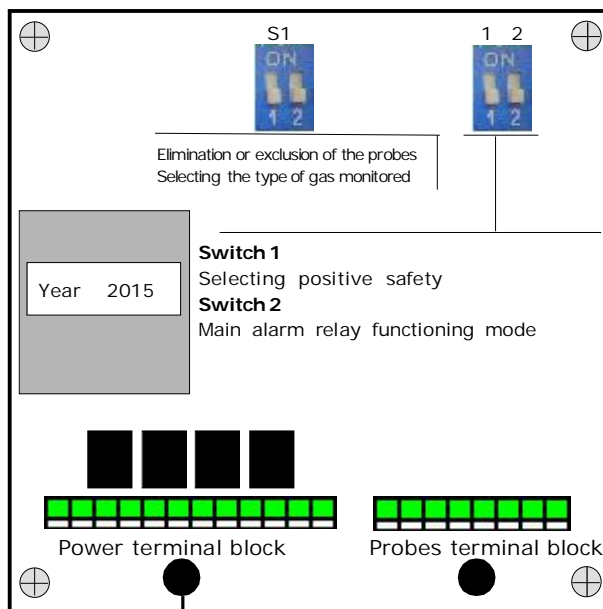 S1
1 2
ON
1 2
ON
1 2
Elimination or exclusion of the probes
Selecting the type of gas monitored
Switch 1
Selecting positive safety
Switch 2
Main alarm relay functioning mode
Year 2015
Power terminal block
Probes terminal block